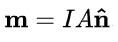 𝐦 = IA𝐧̂